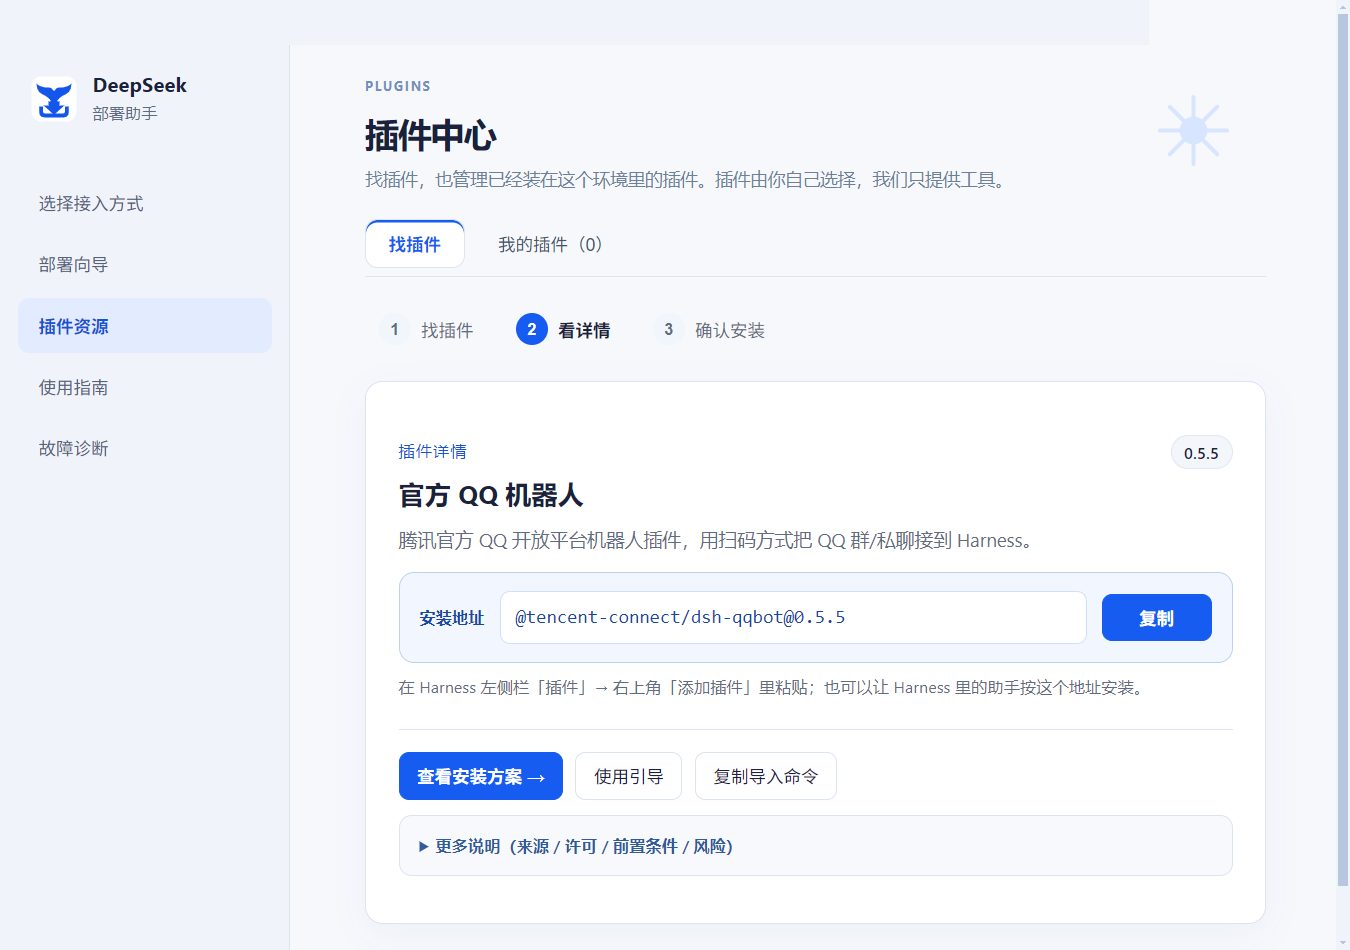 DeepSeek
部署助手
选择接入方式
部署向导
插件资源
使用指南
故障诊断
PLUGINS
插件中心
找插件，也管理已经装在这个环境里的插件。插件由你自己选择，我们只提供工具。
找插件
我的插件（0）
1 找插件
2 看详情
3 确认安装
插件详情
0.5.5
官方 QQ 机器人
腾讯官方 QQ 开放平台机器人插件，用扫码方式把 QQ 群/私聊接到 Harness。
安装地址
@tencent-connect/dsh-qqbot@0.5.5
复制
在 Harness 左侧栏「插件」→ 右上角「添加插件」里粘贴；也可以让 Harness 里的助手按这个地址安装。
查看安装方案 →
使用引导
复制导入命令
▶ 更多说明（来源 / 许可 / 前置条件 / 风险）